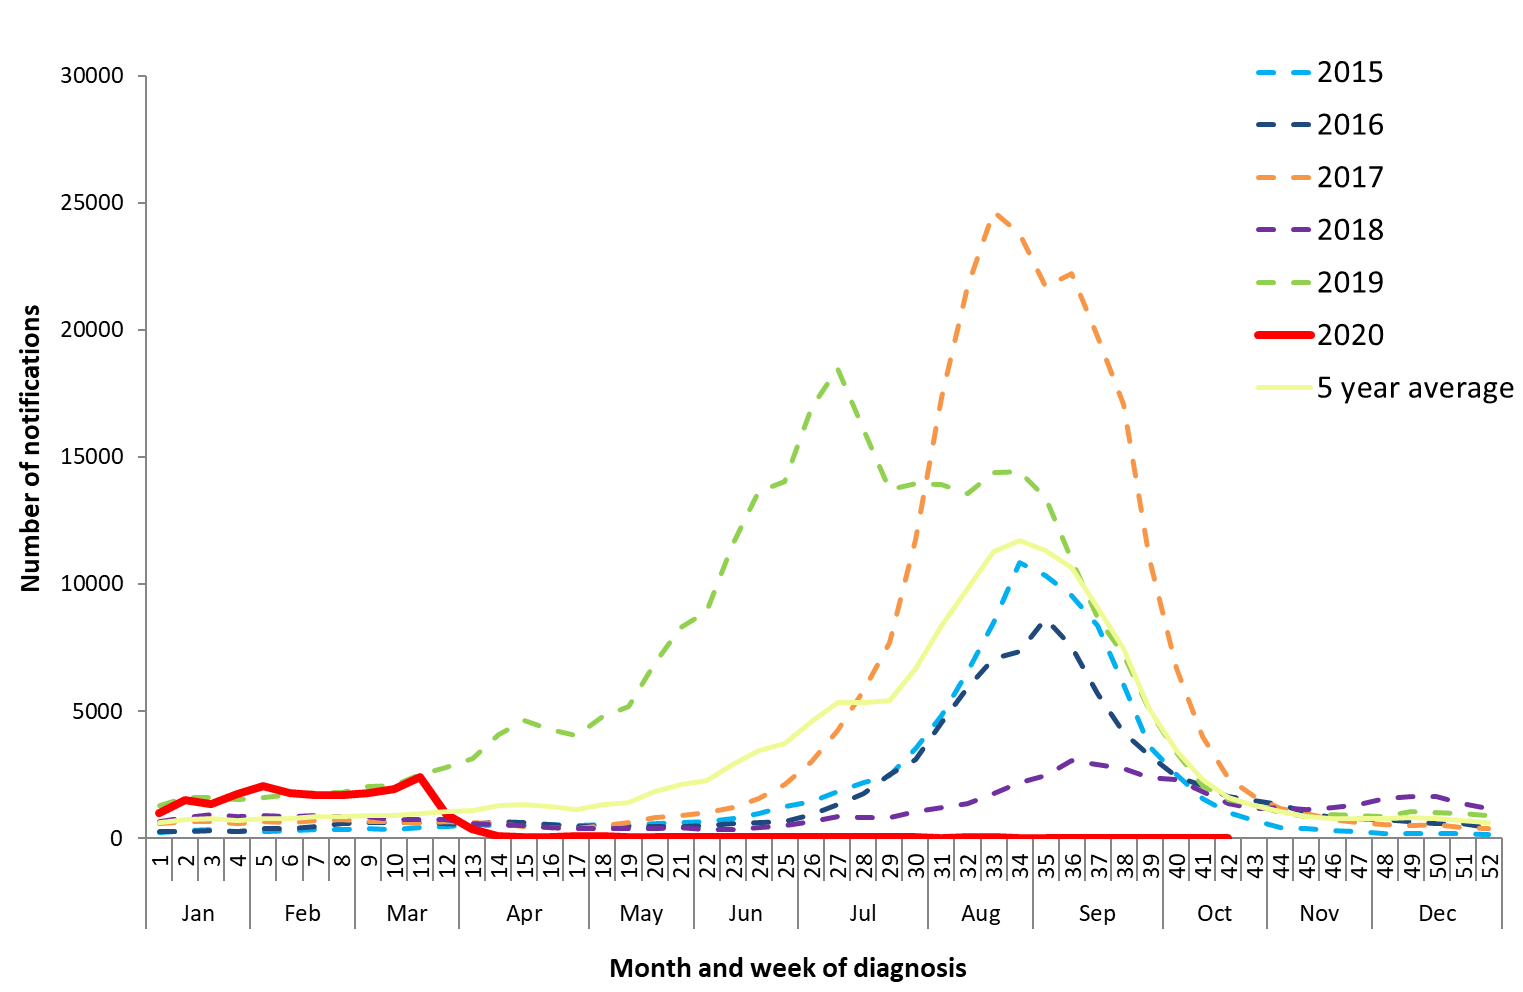 30000
25000
20000
15000
10000
5000
0
Number of notifications
2015
2016
2017
2018
2019
2020
5 year average
1 2 3 4 5 6 7 8 9 10 11 12 13 14 15 16 17 18 19 20 21 22 23 24 25 26 27 28 29 30 31 32 33 34 35 36 37 38 39 40 41 42 43 44 45 46 47 48 49 50 51 52
Jan Feb Mar Apr May Jun Jul Aug Sep Oct Nov Dec
Month and week of diagnosis